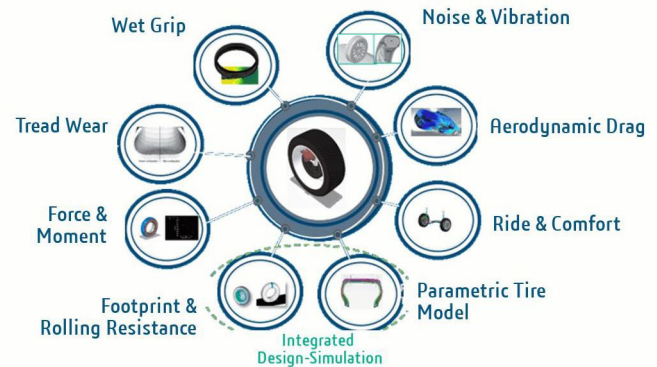 Wet Grip
Noise & Vibration
Tread Wear
Aerodynamic Drag
Force &
Moment
Ride & Comfort
Footprint &
Rolling Resistance
Parametric Tire
Model
Integrated
Design-Simulation